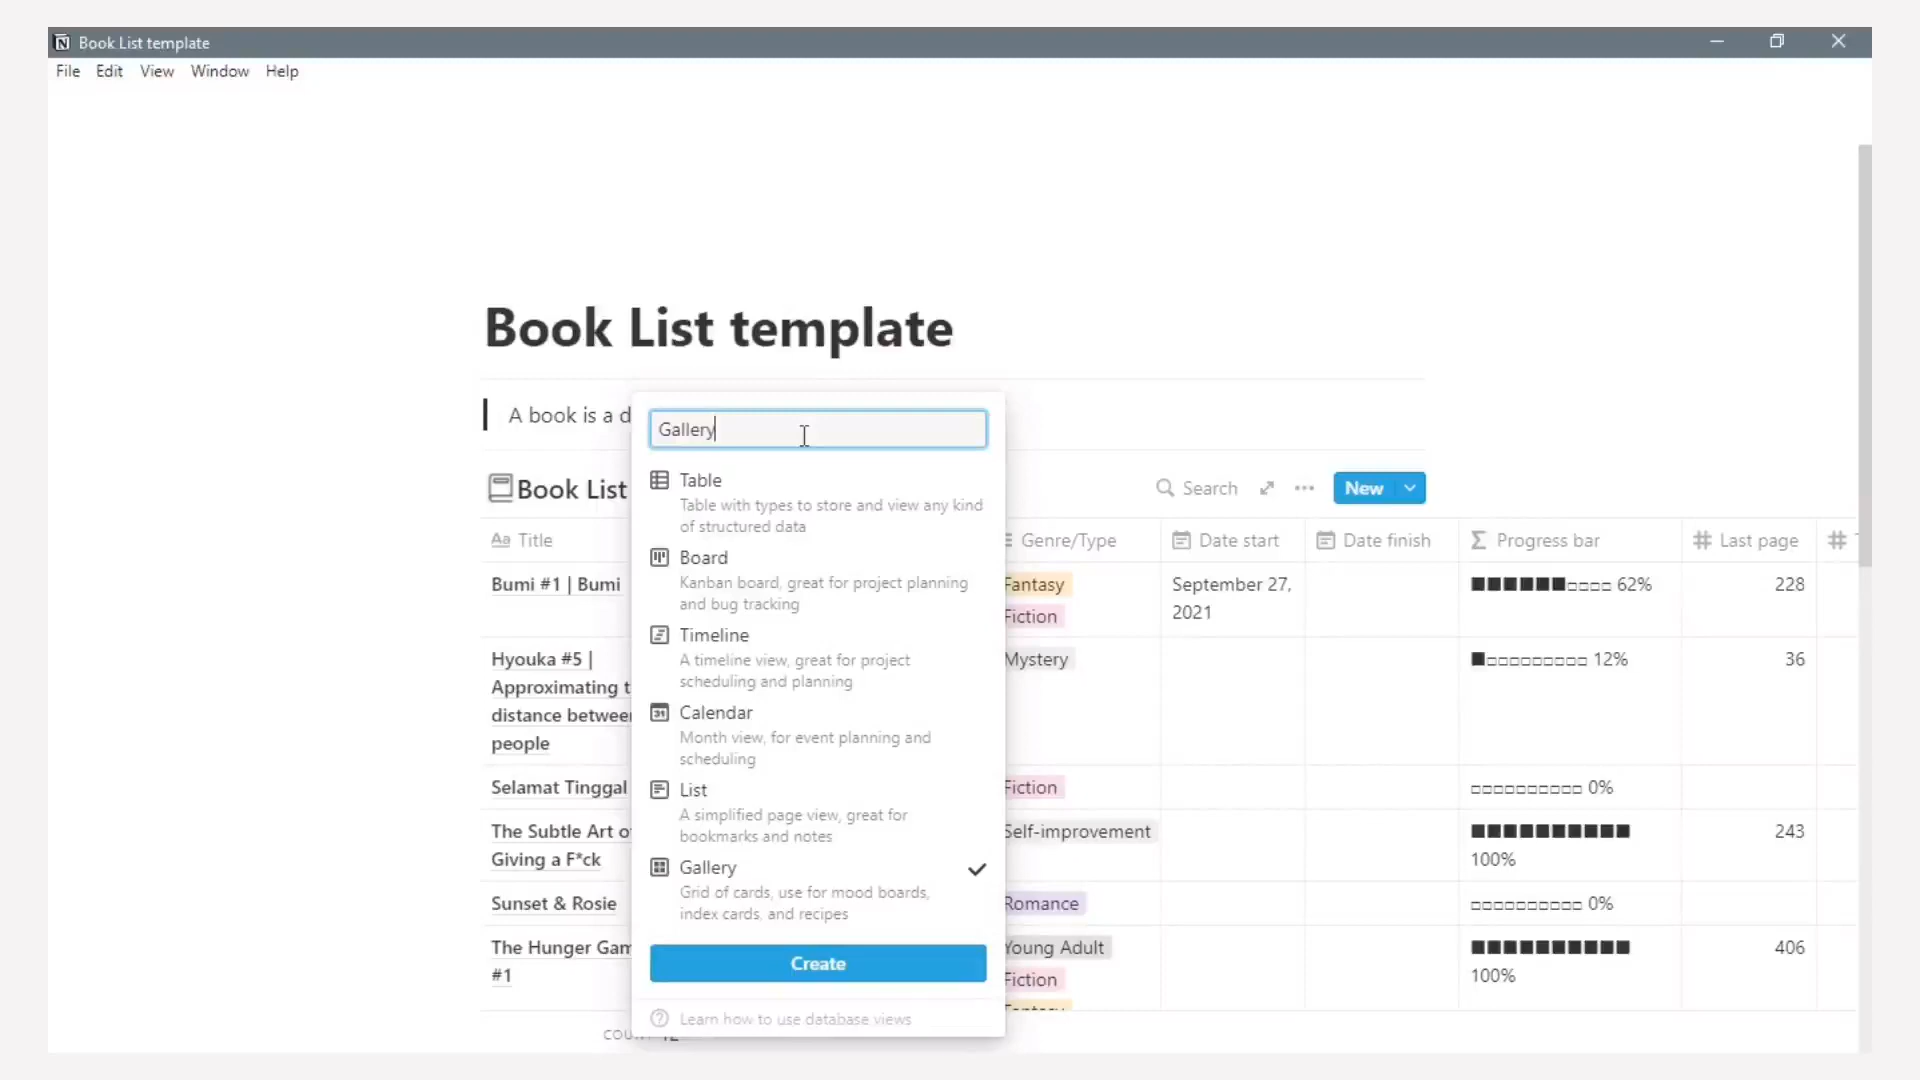 Book List template
File Edit View Window Help
Book List template
A book is a d
Gallery
Book List
Search
New
Table
Table with types to store and view any kind
of structured data
Board
Kanban board, great for project planning
and bug tracking
Timeline
A timeline view, great for project
scheduling and planning
Calendar
Month view, for event planning and
scheduling
List
A simplified page view, great for
bookmarks and notes
Gallery
Grid of cards, use for mood boards,
index cards, and recipes
Create
Learn how to use database views
Aa Title Genre/Type Date start Date finish Progress bar Last page
Bumi #1 | Bumi Fantasy September 27, 62% 228
Fiction 2021
Hyouka #5 | Mystery 12% 36
Approximating t
distance between
people
Selamat Tinggal Fiction 0%
The Subtle Art o Self-improvement 243
Giving a F*ck 100%
Sunset & Rosie Romance 0%
The Hunger Gam Young Adult 406
#1 Fiction 100%